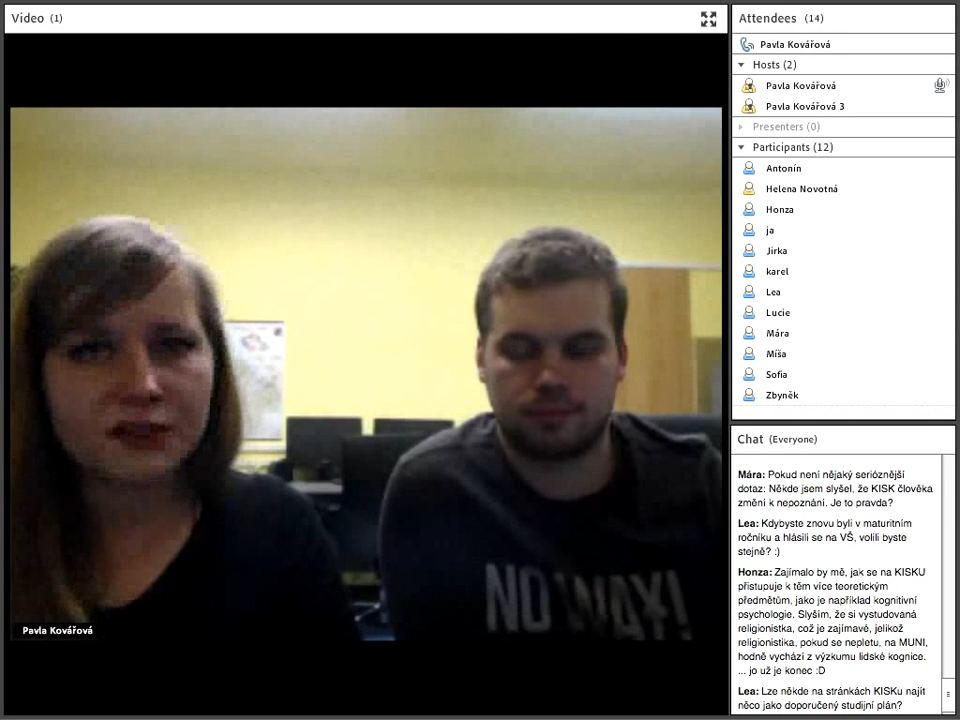 Video (1)
Pavla Kovářová
NO WAY!
Attendees (14)
Pavla Kovářová
Hosts (2)
Pavla Kovářová
Pavla Kovářová 3
Presenters (0)
Participants (12)
Antonín
Helena Novotná
Honza
ja
Jirka
karel
Lea
Lucie
Mára
Míša
Sofia
Zbyněk
Chat (Everyone)
Mára: Pokud není nějaký serióznější
dotaz: Někde jsem slyšel, že KISK člověka
změní k nepoznání. Je to pravda?
Lea: Kdybyste znovu byli v maturitním
ročníku a hlásili se na VŠ, volili byste
stejně? :)
Honza: Zajímalo by mě, jak se na KISKU
přistupuje k těm více teoretickým
předmětům, jako je například kognitivní
psychologie. Slyším, že si vystudovaná
religionistka, což je zajímavé, jelikož
religionistika, pokud se nepletu, na MUNI,
hodně vychází z výzkumu lidské kognice.
... jo už je konec :D
Lea: Lze někde na stránkách KISKu najít
něco jako doporučený studijní plán?